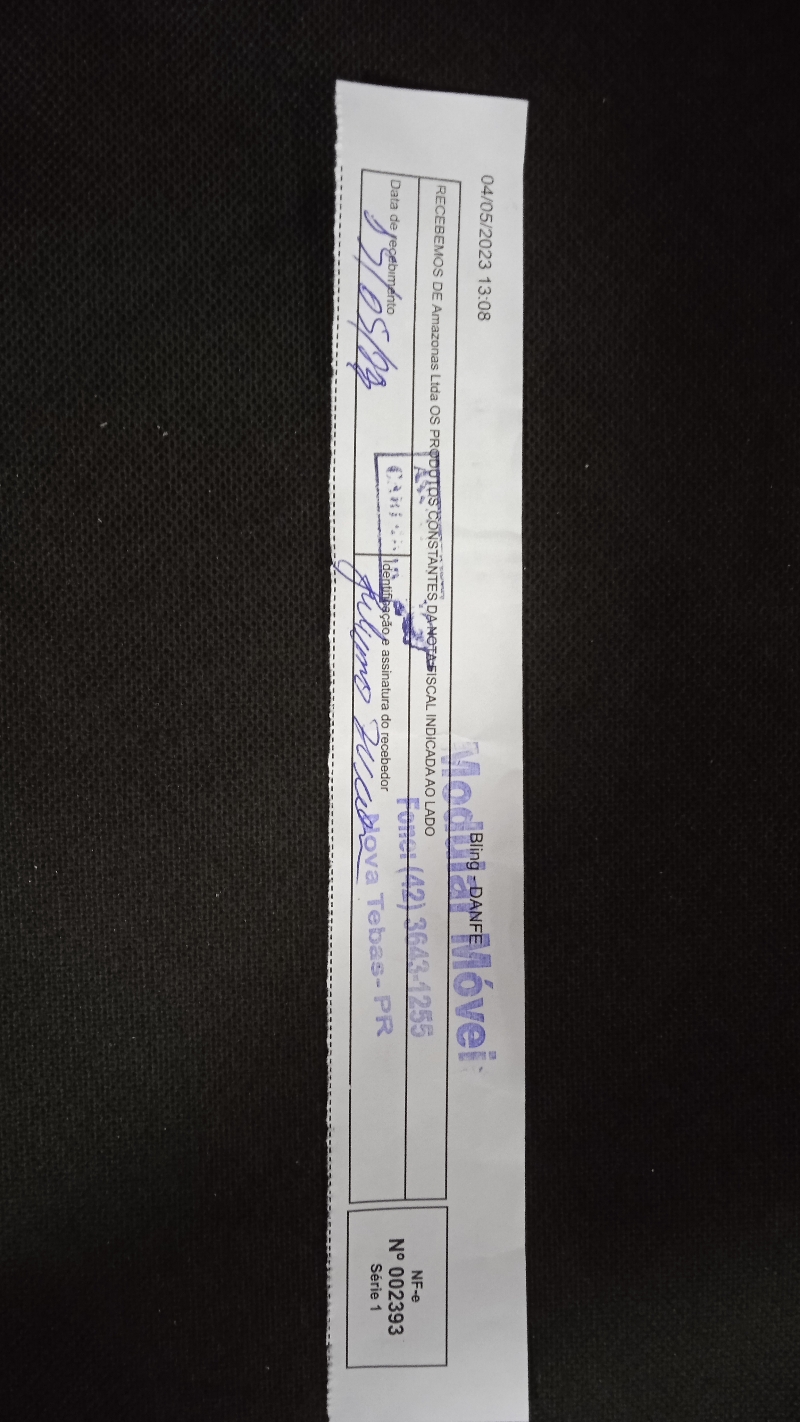 04/05/2023 13:08
Bling - DANFE
Modular Móvei
RECEBEMOS DE Amazonas Ltda OS PRODUTOS CONSTANTES DA NOTA FISCAL INDICADA AO LADO
Fone: (42) 3643-1255
Data de recebimento
Identificação e assinatura do recebedor
Nova Tebas - PR
NF-e
Nº 002393
Série 1